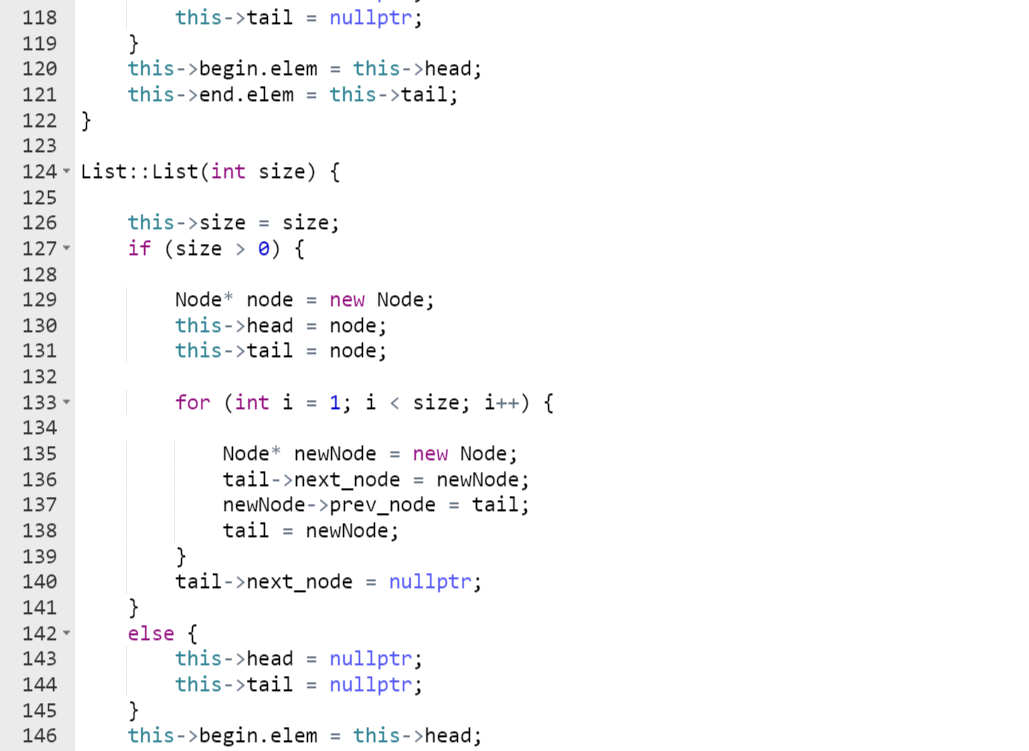 118 this->tail = nullptr;
119 }
120 this->begin.elem = this->head;
121 this->end.elem = this->tail;
122 }
123
124 List::List(int size) {
125
126 this->size = size;
127 if (size > 0) {
128
129 Node* node = new Node;
130 this->head = node;
131 this->tail = node;
132
133 for (int i = 1; i < size; i++) {
134
135 Node* newNode = new Node;
136 tail->next_node = newNode;
137 newNode->prev_node = tail;
138 tail = newNode;
139 }
140 tail->next_node = nullptr;
141 }
142 else {
143 this->head = nullptr;
144 this->tail = nullptr;
145 }
146 this->begin.elem = this->head;